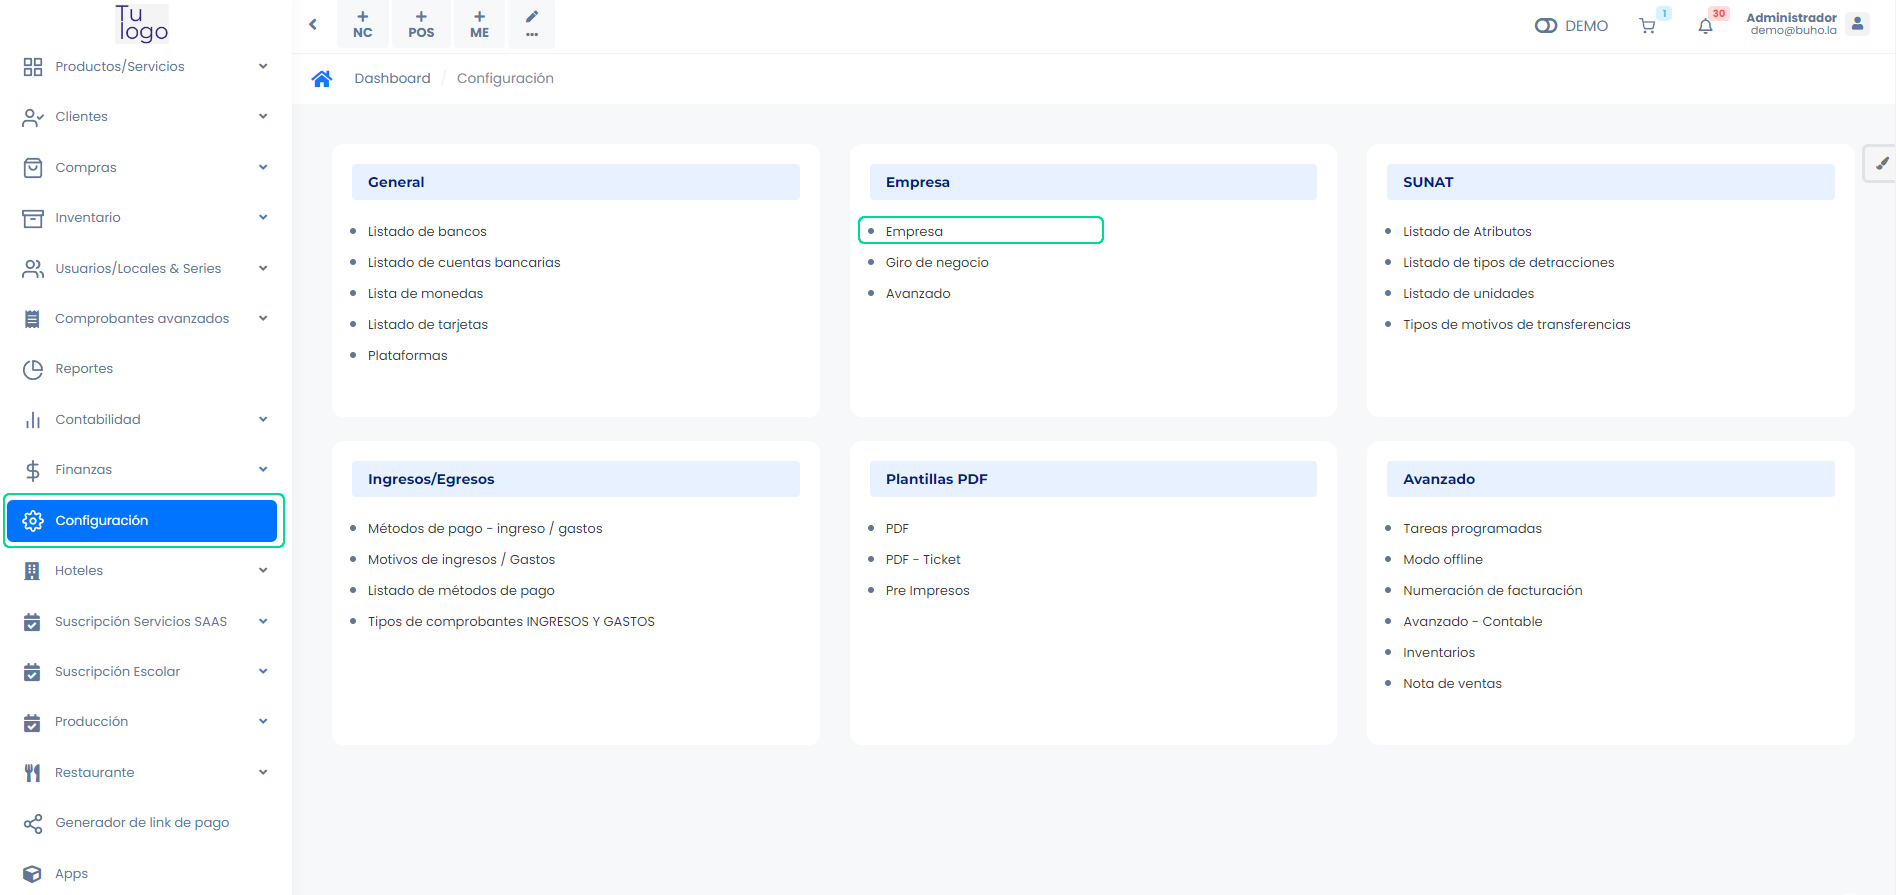 Tu
logo
Productos/Servicios
Clientes
Compras
Inventario
Usuarios/Locales & Series
Comprobantes avanzados
Reportes
Contabilidad
Finanzas
Configuración
Hoteles
Suscripción Servicios SAAS
Suscripción Escolar
Producción
Restaurante
Generador de link de pago
Apps
NC
POS
ME
...
DEMO
1
30
Administrador
demo@buho.la
Dashboard / Configuración
General
Listado de bancos
Listado de cuentas bancarias
Lista de monedas
Listado de tarjetas
Plataformas
Empresa
Empresa
Giro de negocio
Avanzado
SUNAT
Listado de Atributos
Listado de tipos de detracciones
Listado de unidades
Tipos de motivos de transferencias
Ingresos/Egresos
Métodos de pago - ingreso / gastos
Motivos de ingresos / Gastos
Listado de métodos de pago
Tipos de comprobantes INGRESOS Y GASTOS
Plantillas PDF
PDF
PDF - Ticket
Pre Impresos
Avanzado
Tareas programadas
Modo offline
Numeración de facturación
Avanzado - Contable
Inventarios
Nota de ventas